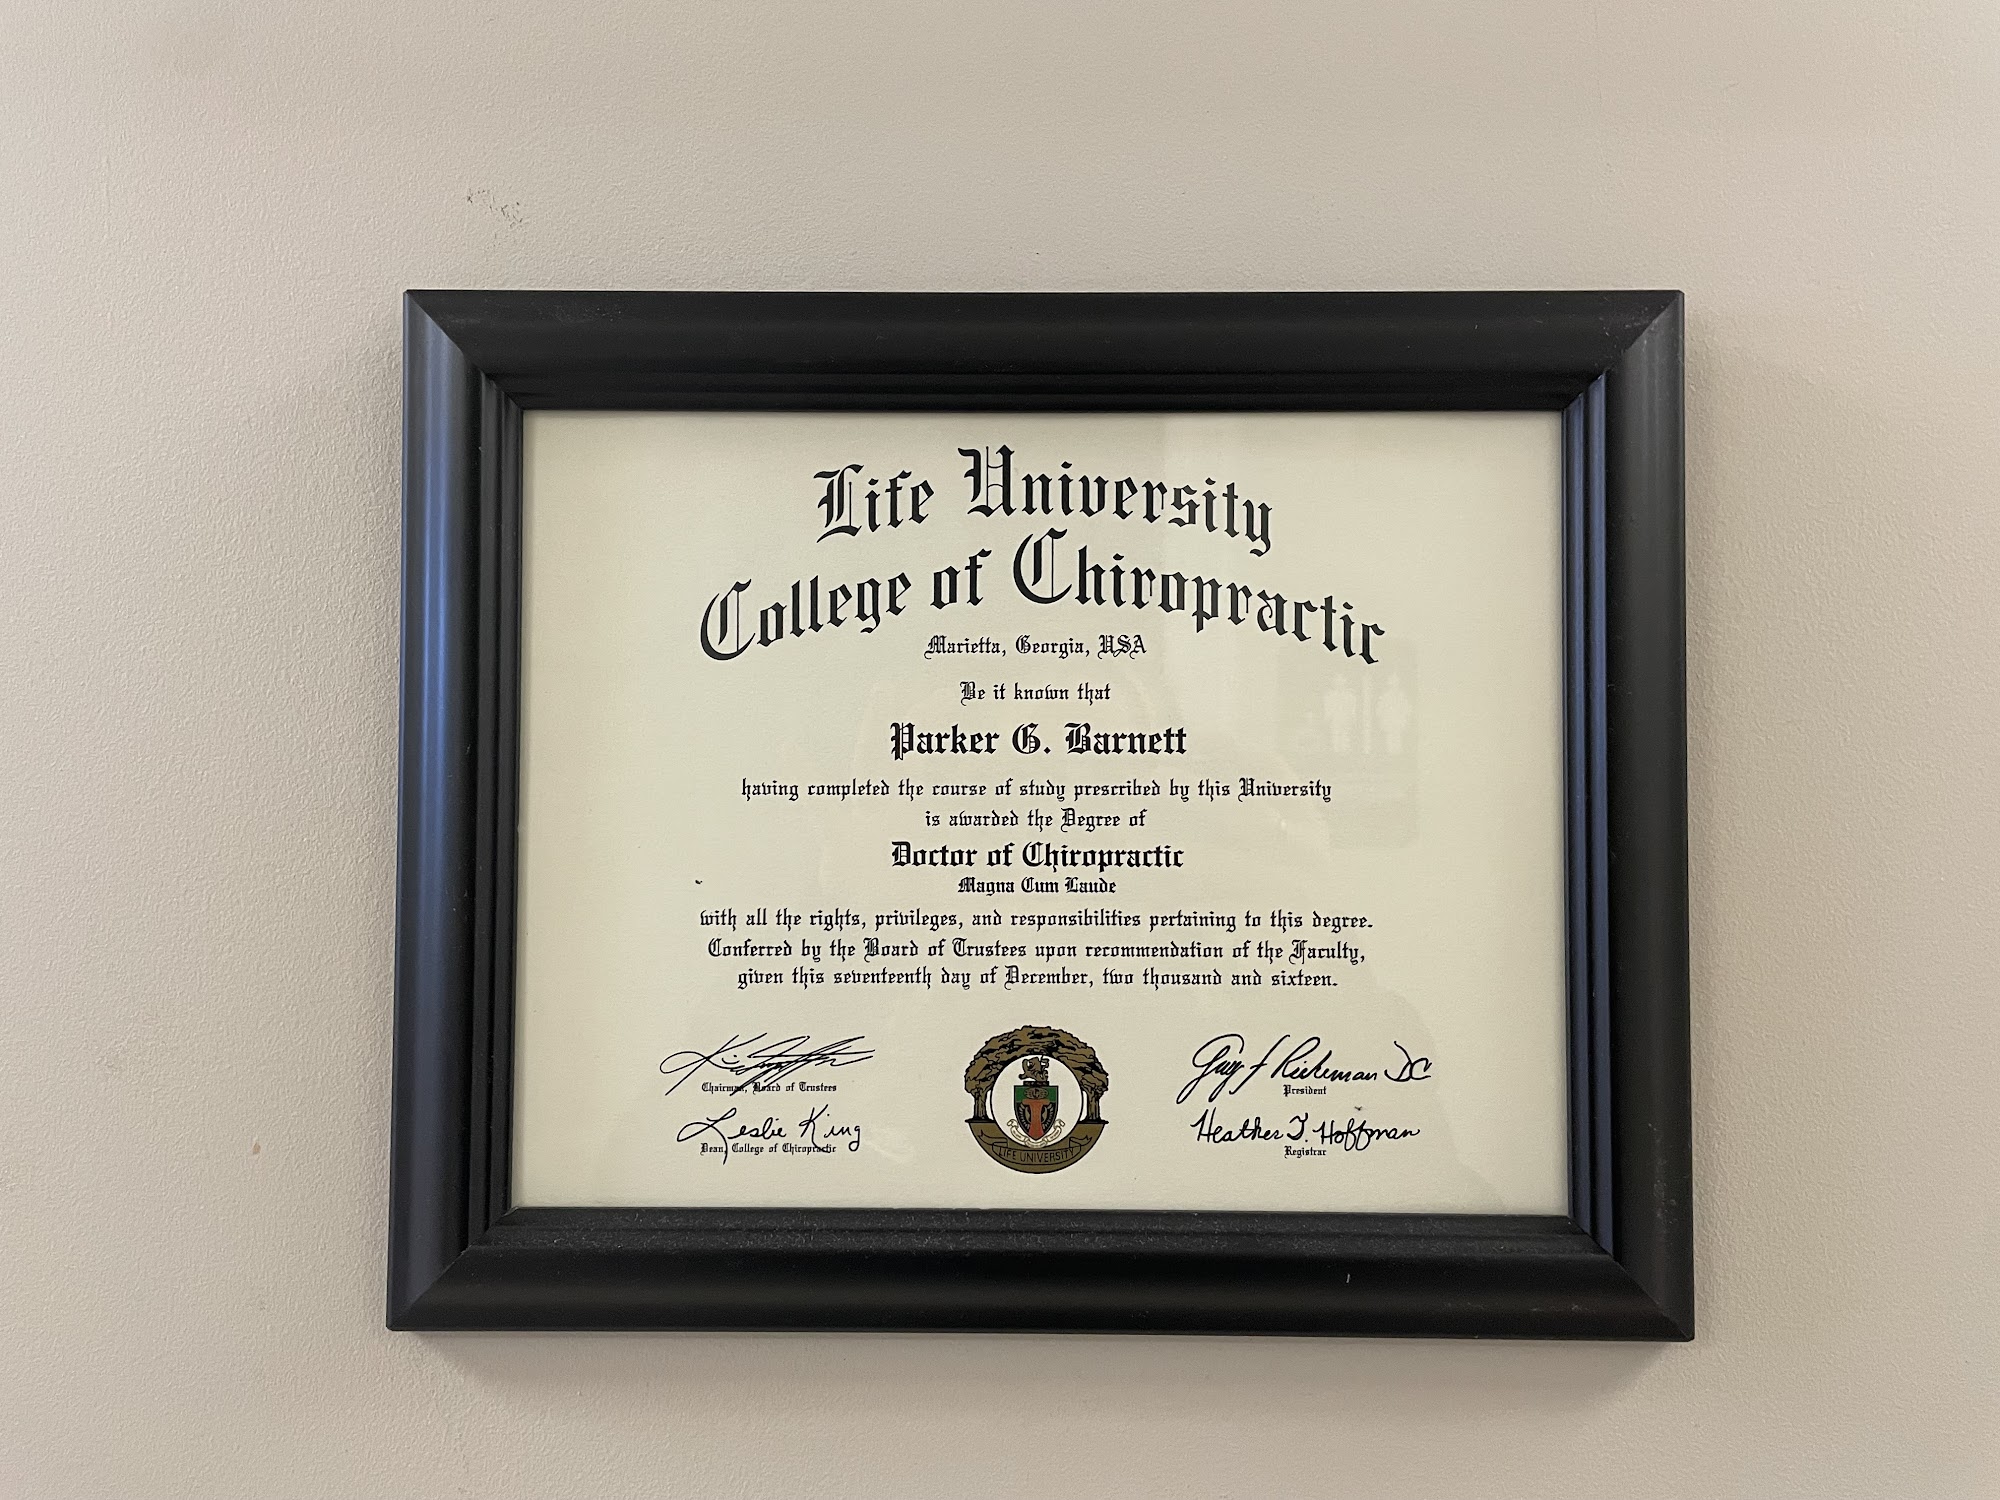 Life University
College of Chiropractic
Marietta, Georgia, USA
Be it known that
Parker G. Barnett
having completed the course of study prescribed by this University
is awarded the Degree of
Doctor of Chiropractic
Magna Cum Laude
with all the rights, privileges, and responsibilities pertaining to this degree.
Conferred by the Board of Trustees upon recommendation of the Faculty,
given this seventeenth day of December, two thousand and sixteen.
Chairman, Board of Trustees
Leslie King
Dean, College of Chiropractic
LIFE UNIVERSITY
Guy F Riekeman DC
President
Heather T. Hoffman
Registrar